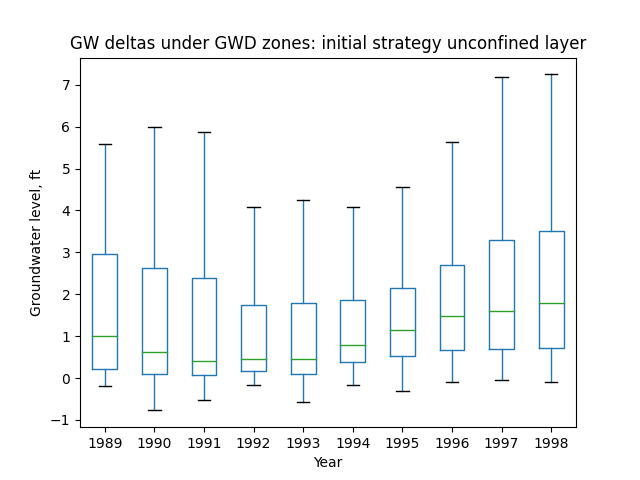 GW deltas under GWD zones: initial strategy unconfined layer
7
6
5
4
3
2
1
0
−1
Groundwater level, ft
1989 1990 1991 1992 1993 1994 1995 1996 1997 1998
Year